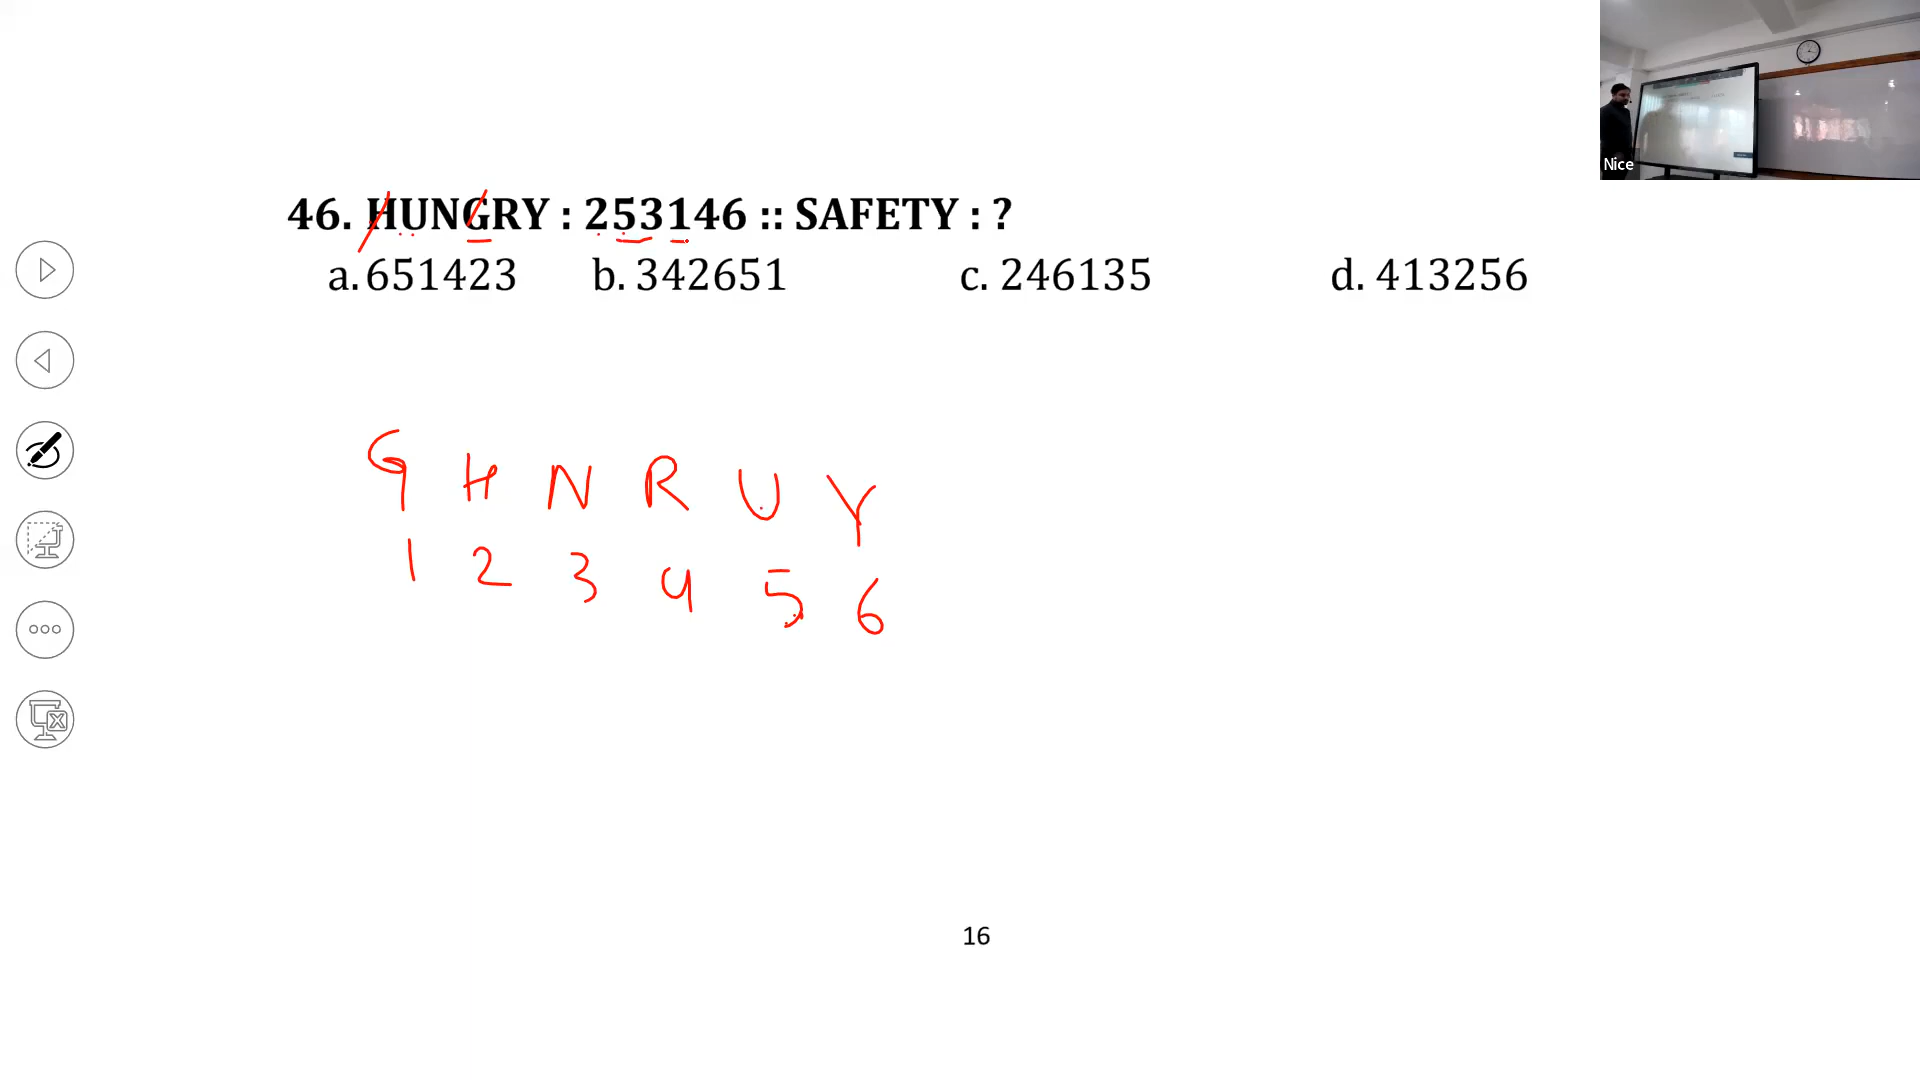 Nice
46. HUNGRY : 253146 :: SAFETY : ?
a. 651423 b. 342651 c. 246135 d. 413256
G H N R U Y
1 2 3 4 5 6
16